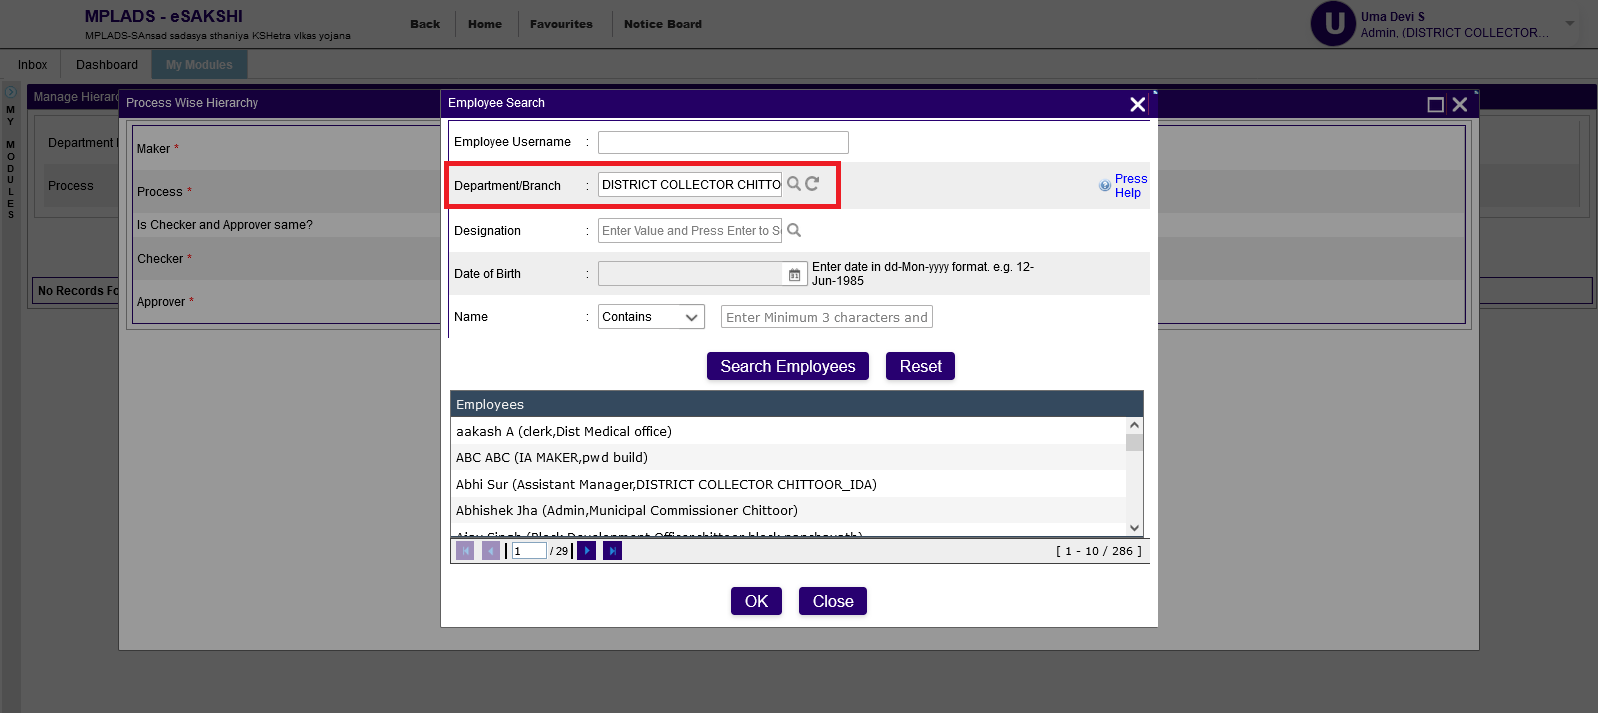 MPLADS - eSAKSHI
MPLADS-SAnsad sadasya sthaniya KSHetra vIkas yojana
Back
Home
Favourites
Notice Board
U
Uma Devi S
Admin, (DISTRICT COLLECTOR...
Inbox
Dashboard
My Modules
MY MODULES
Manage Hierarc
Process Wise Hierarchy
Employee Search
Department
Process
No Records Fo
Maker *
Process *
Is Checker and Approver same?
Checker *
Approver *
Employee Username :
Department/Branch : DISTRICT COLLECTOR CHITTO
Press Help
Designation : Enter Value and Press Enter to S
Date of Birth : 31 Enter date in dd-Mon-yyyy format. e.g. 12-
Jun-1985
Name : Contains Enter Minimum 3 characters and
Search Employees Reset
Employees
aakash A (clerk,Dist Medical office)
ABC ABC (IA MAKER,pwd build)
Abhi Sur (Assistant Manager,DISTRICT COLLECTOR CHITTOOR_IDA)
Abhishek Jha (Admin,Municipal Commissioner Chittoor)
1 / 29 [ 1 - 10 / 286 ]
OK Close